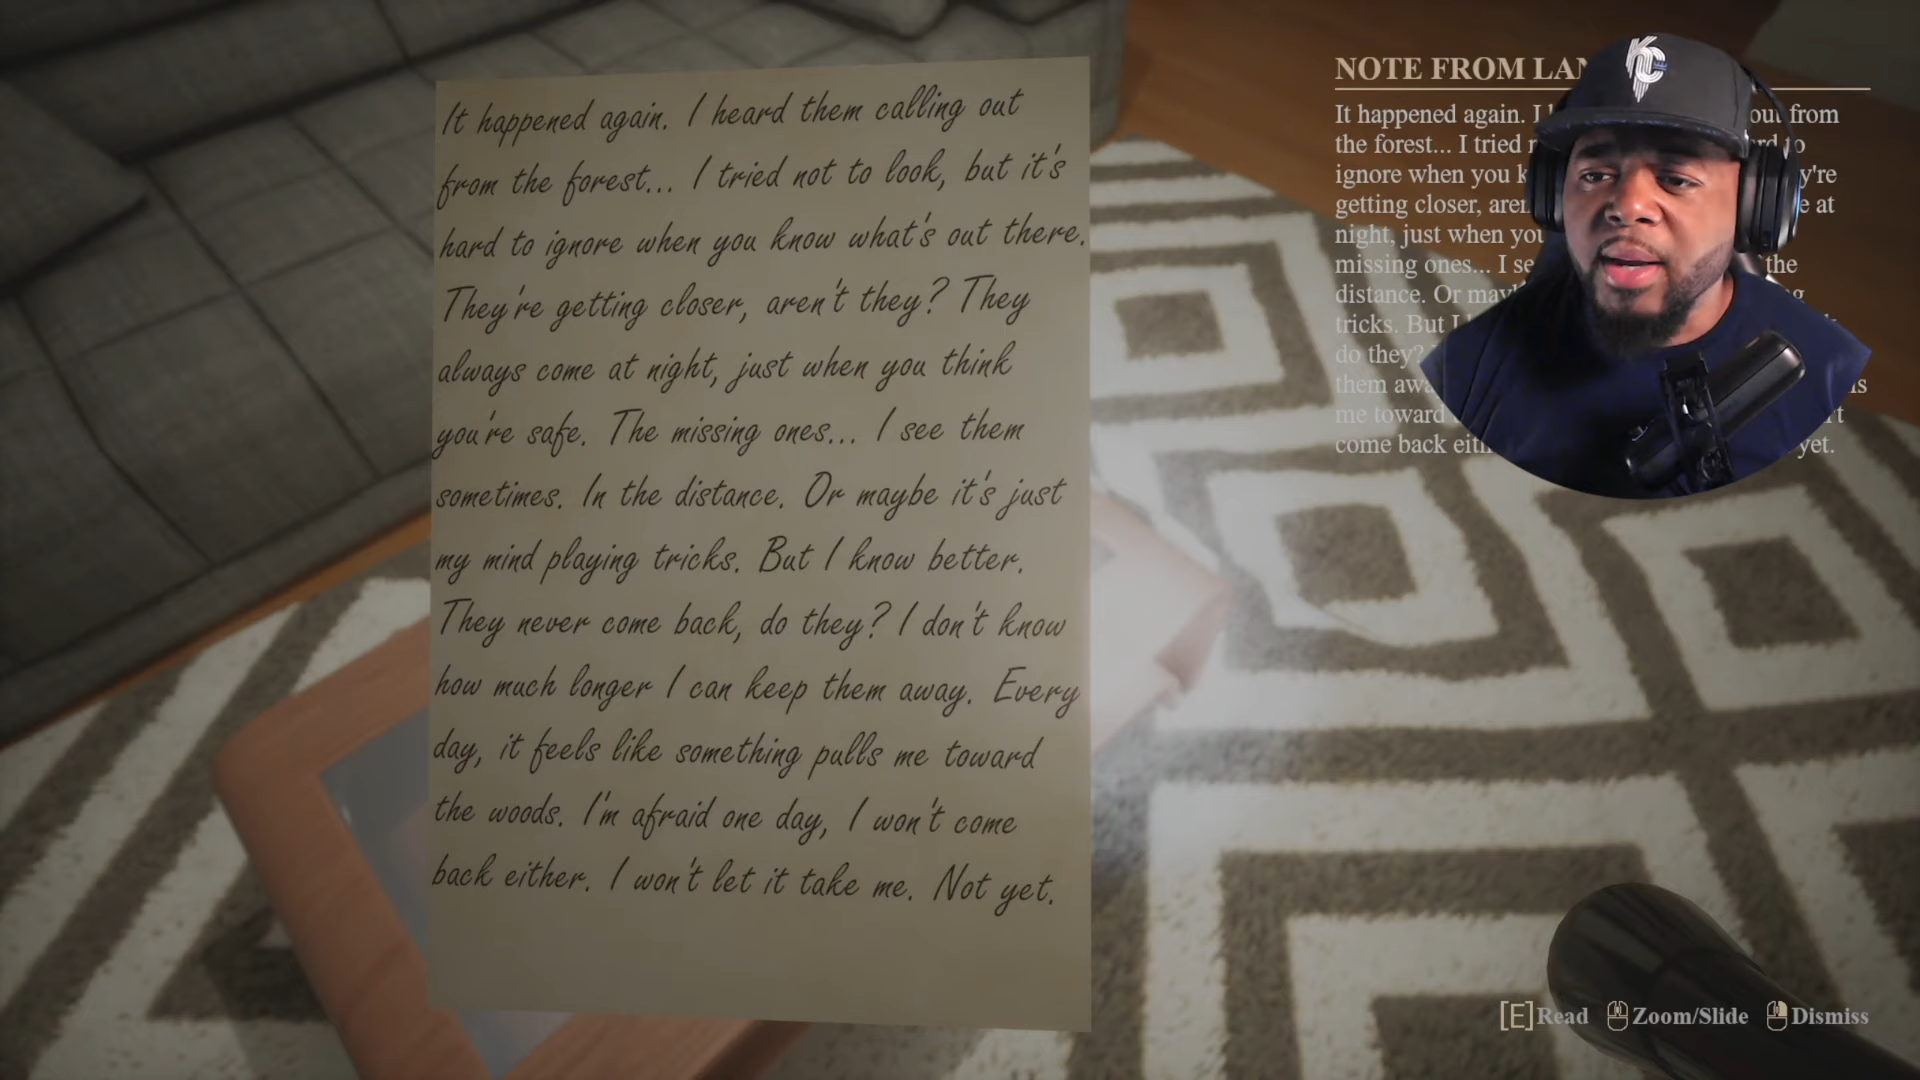 It happened again. I heard them calling out
from the forest... I tried not to look, but it's
hard to ignore when you know what's out there.
They're getting closer, aren't they? They
always come at night, just when you think
you're safe. The missing ones... I see them
sometimes. In the distance. Or maybe it's just
my mind playing tricks. But I know better.
They never come back, do they? I don't know
how much longer I can keep them away. Every
day, it feels like something pulls me toward
the woods. I'm afraid one day, I won't come
back either. I won't let it take me. Not yet.
NOTE FROM
It happened again. I out from
the forest... I tried to
ignore when you
getting closer, at
night, just when you
missing ones... I the
distance. Or
tricks. But I
do they?
them
me toward
come back yet.
KC
[E]Read Zoom/Slide Dismiss